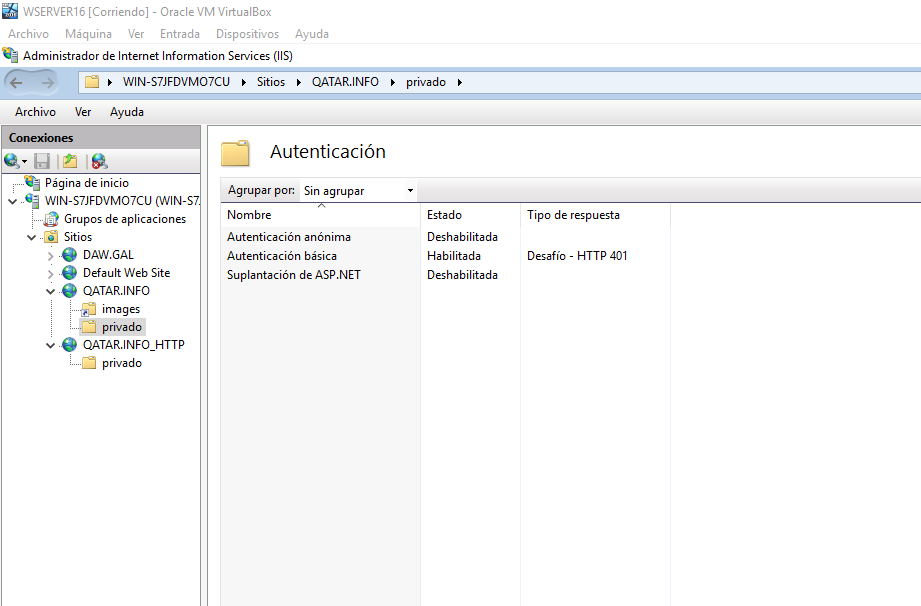 WSERVER16 [Corriendo] - Oracle VM VirtualBox
Archivo Máquina Ver Entrada Dispositivos Ayuda
Administrador de Internet Information Services (IIS)
WIN-S7JFDVMO7CU Sitios QATAR.INFO privado
Archivo Ver Ayuda
Conexiones
Página de inicio
WIN-S7JFDVMO7CU (WIN-S7.
Grupos de aplicaciones
Sitios
DAW.GAL
Default Web Site
QATAR.INFO
images
privado
QATAR.INFO_HTTP
privado
Autenticación
Agrupar por: Sin agrupar
Nombre Estado Tipo de respuesta
Autenticación anónima Deshabilitada
Autenticación básica Habilitada Desafío - HTTP 401
Suplantación de ASP.NET Deshabilitada